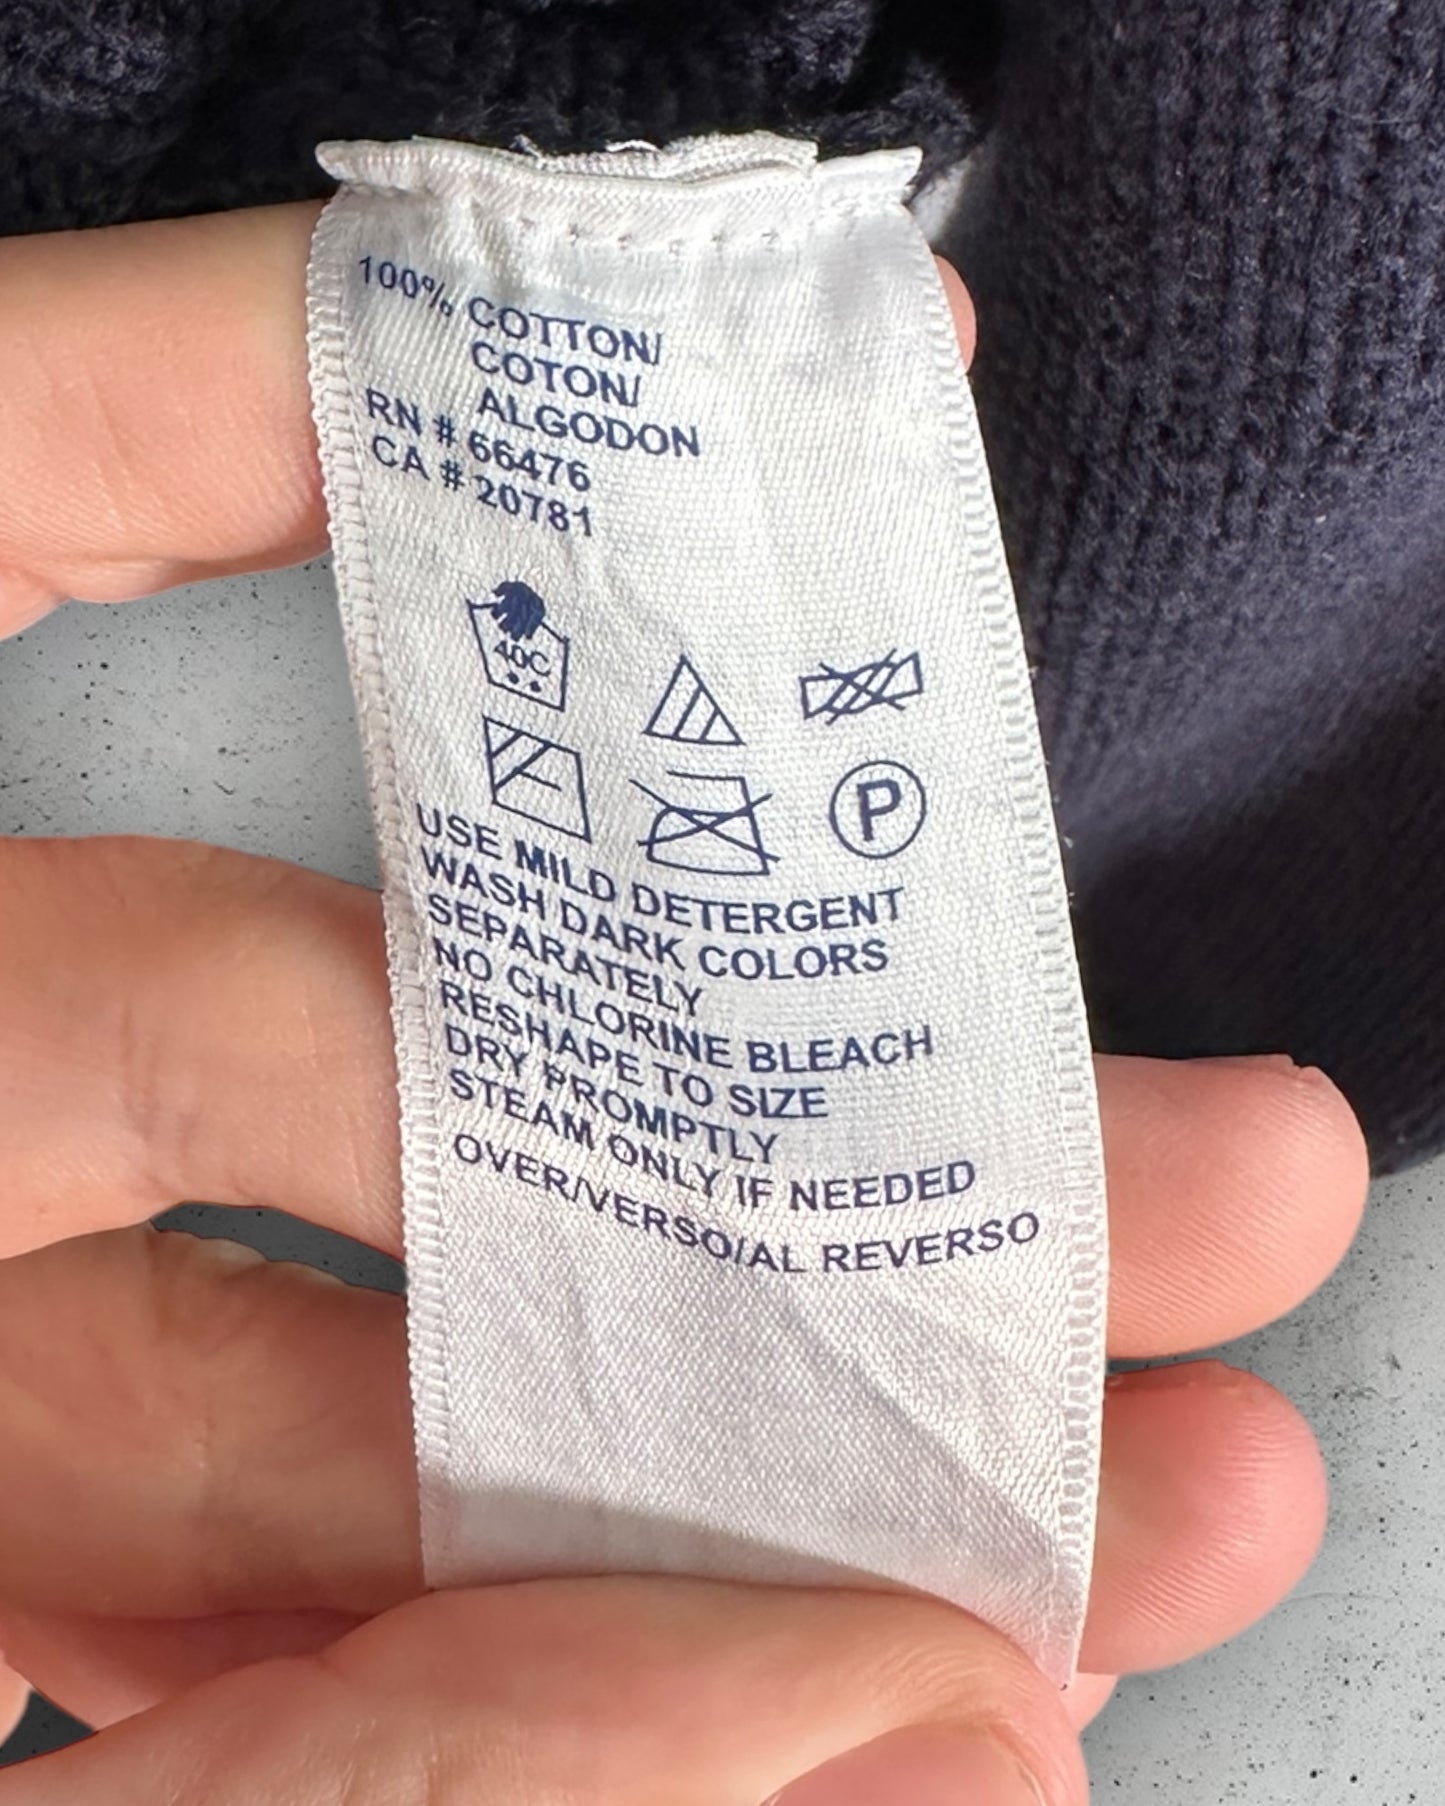 100% COTTON/
COTON/
ALGODON
RN # 66476
CA # 20781
40C
P
USE MILD DETERGENT
WASH DARK COLORS
SEPARATELY
NO CHLORINE BLEACH
RESHAPE TO SIZE
DRY PROMPTLY
STEAM ONLY IF NEEDED
OVER/VERSO/AL REVERSO